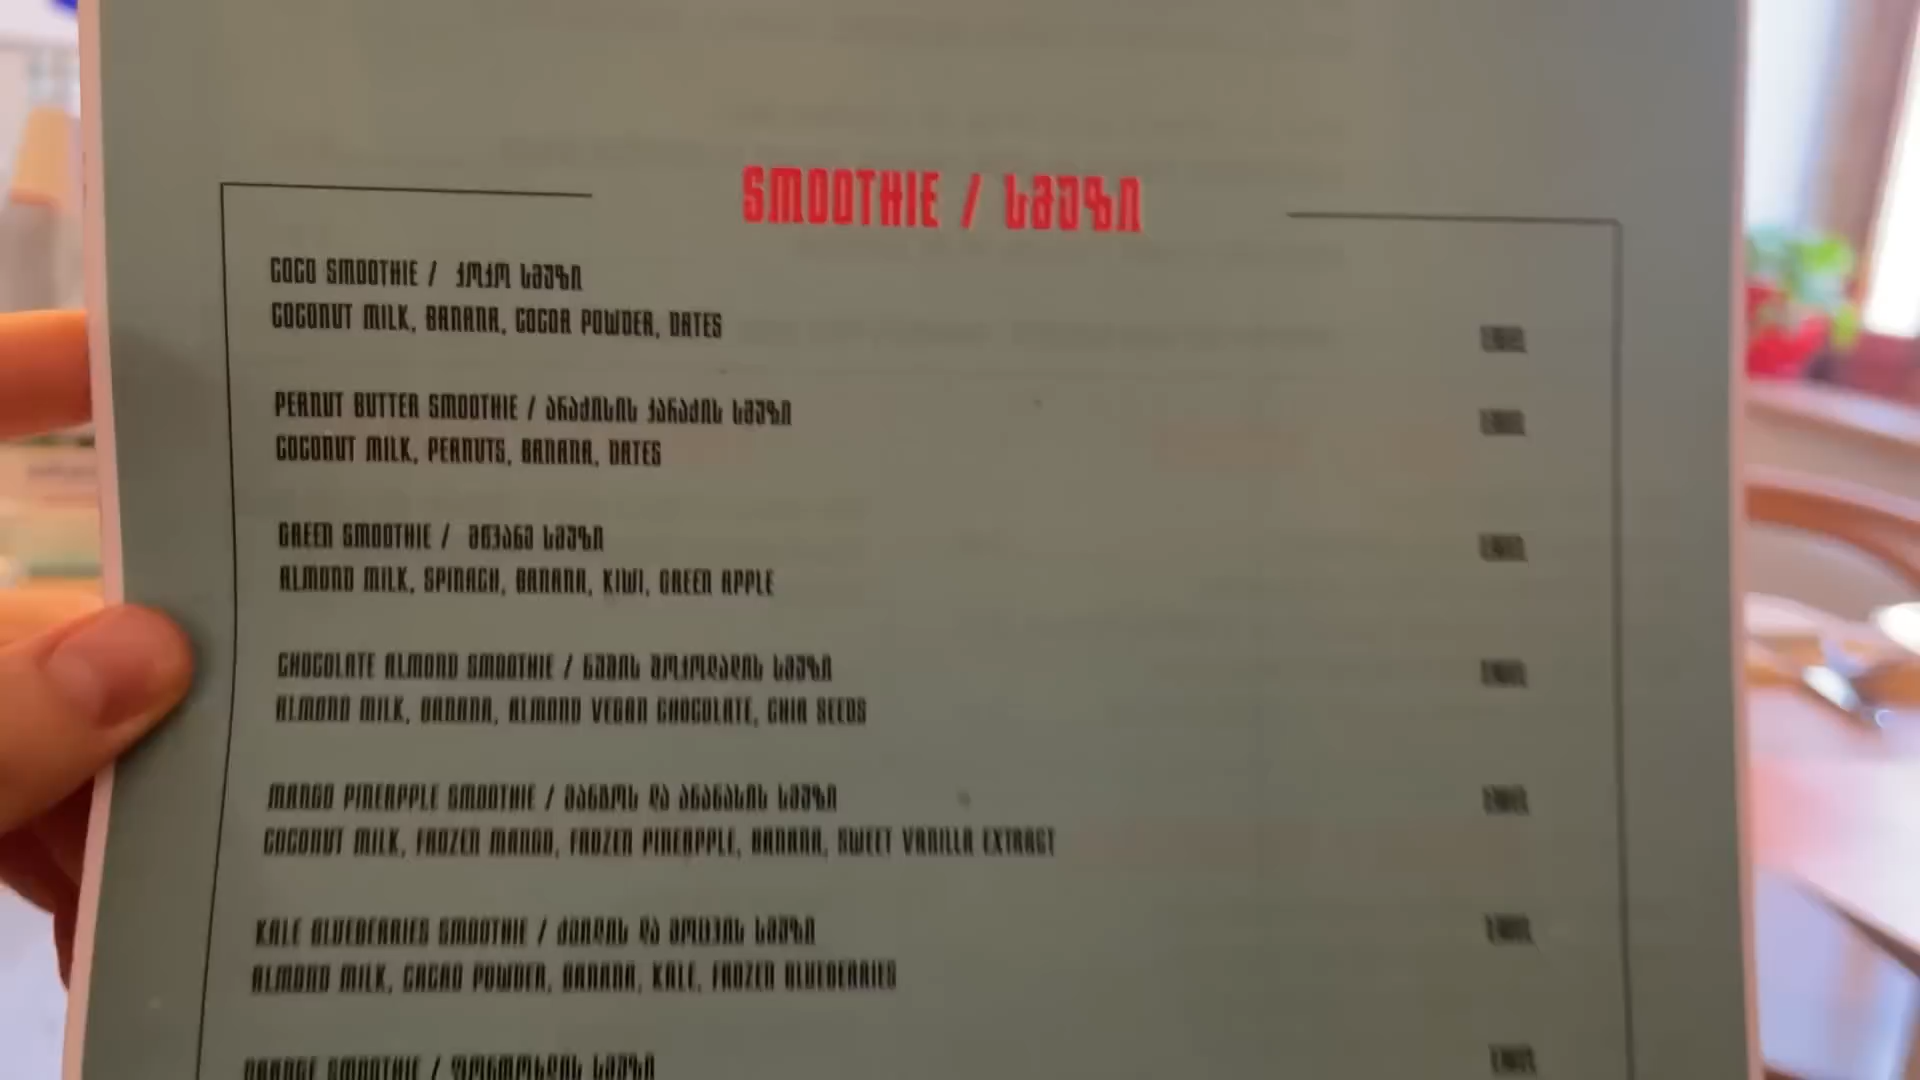 SMOOTHIE / სმუზი
COCO SMOOTHIE / ქოქო სმუზი
COCONUT MILK, BANANA, COCOA POWDER, DATES
PEANUT BUTTER SMOOTHIE / არაქისის კარაქის სმუზი
COCONUT MILK, PEANUTS, BANANA, DATES
GREEN SMOOTHIE / მწვანე სმუზი
ALMOND MILK, SPINACH, BANANA, KIWI, GREEN APPLE
CHOCOLATE ALMOND SMOOTHIE / ნუშის შოკოლადის სმუზი
ALMOND MILK, BANANA, ALMOND VEGAN CHOCOLATE, CHIA SEEDS
MANGO PINEAPPLE SMOOTHIE / მანგოს და ანანასის სმუზი
COCONUT MILK, FROZEN MANGO, FROZEN PINEAPPLE, BANANA, SWEET VANILLA EXTRACT
KALE BLUEBERRIES SMOOTHIE / ქეილის და მოცვის სმუზი
ALMOND MILK, CACAO POWDER, BANANA, KALE, FROZEN BLUEBERRIES
ORANGE SMOOTHIE / ფორთოხლის სმუზი